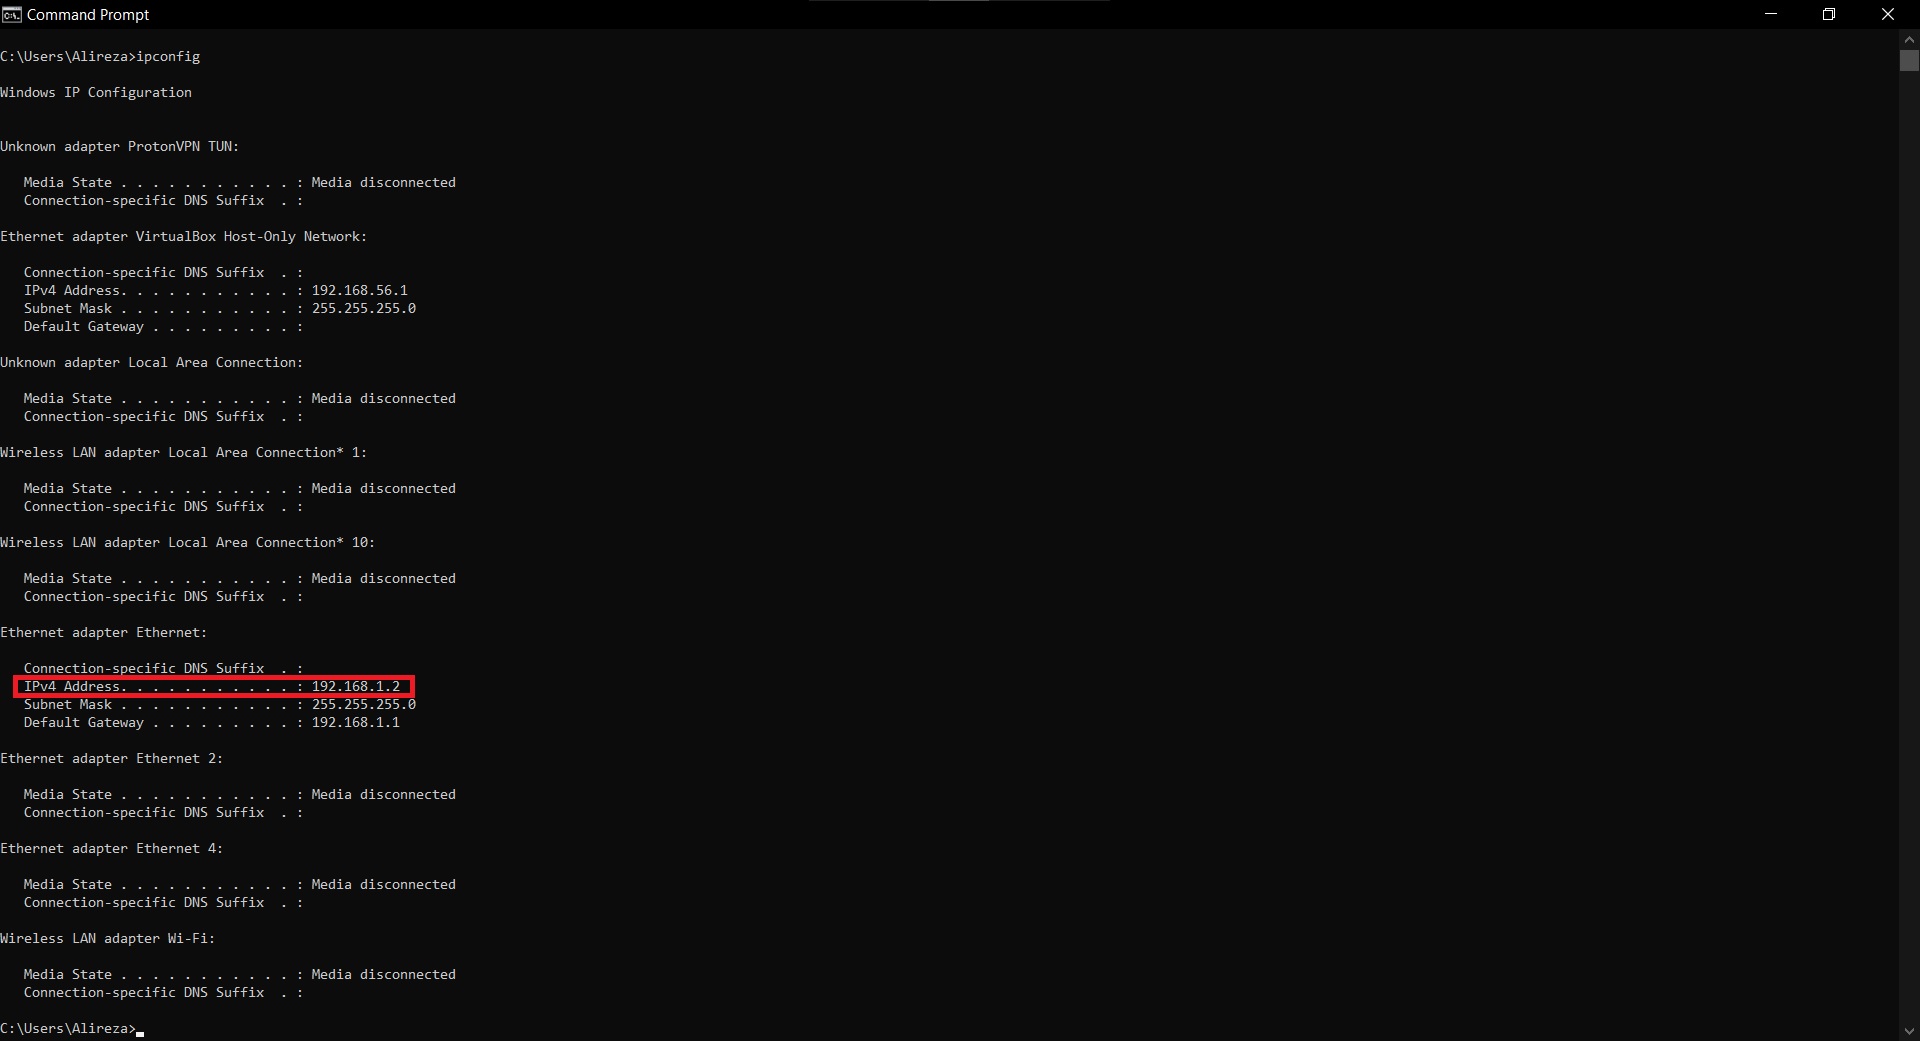 Command Prompt
C:\Users\Alireza>ipconfig
Windows IP Configuration
Unknown adapter ProtonVPN TUN:
   Media State . . . . . . . . . . . : Media disconnected
   Connection-specific DNS Suffix  . :
Ethernet adapter VirtualBox Host-Only Network:
   Connection-specific DNS Suffix  . :
   IPv4 Address. . . . . . . . . . . : 192.168.56.1
   Subnet Mask . . . . . . . . . . . : 255.255.255.0
   Default Gateway . . . . . . . . . :
Unknown adapter Local Area Connection:
   Media State . . . . . . . . . . . : Media disconnected
   Connection-specific DNS Suffix  . :
Wireless LAN adapter Local Area Connection* 1:
   Media State . . . . . . . . . . . : Media disconnected
   Connection-specific DNS Suffix  . :
Wireless LAN adapter Local Area Connection* 10:
   Media State . . . . . . . . . . . : Media disconnected
   Connection-specific DNS Suffix  . :
Ethernet adapter Ethernet:
   Connection-specific DNS Suffix  . :
   IPv4 Address. . . . . . . . . . . : 192.168.1.2
   Subnet Mask . . . . . . . . . . . : 255.255.255.0
   Default Gateway . . . . . . . . . : 192.168.1.1
Ethernet adapter Ethernet 2:
   Media State . . . . . . . . . . . : Media disconnected
   Connection-specific DNS Suffix  . :
Ethernet adapter Ethernet 4:
   Media State . . . . . . . . . . . : Media disconnected
   Connection-specific DNS Suffix  . :
Wireless LAN adapter Wi-Fi:
   Media State . . . . . . . . . . . : Media disconnected
   Connection-specific DNS Suffix  . :
C:\Users\Alireza>